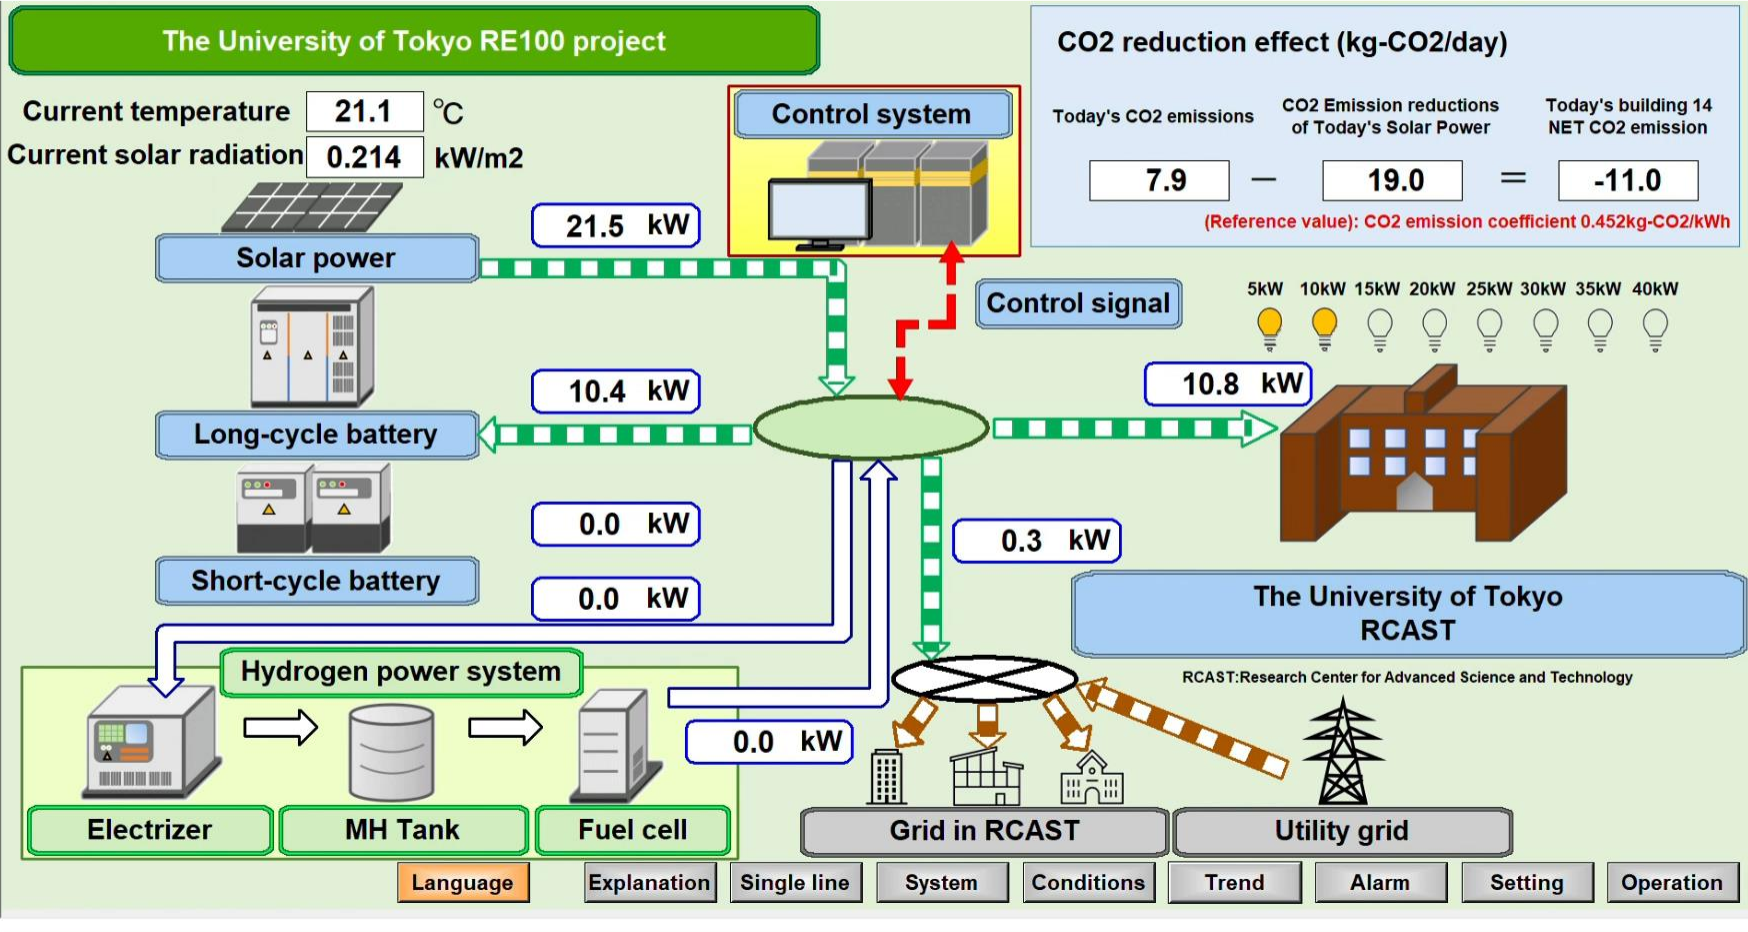 The University of Tokyo RE100 project
CO2 reduction effect (kg-CO2/day)
Current temperature 21.1 ℃
Current solar radiation 0.214 kW/m2
Control system
Today's CO2 emissions
CO2 Emission reductions
of Today's Solar Power
Today's building 14
NET CO2 emission
7.9 − 19.0 = -11.0
(Reference value): CO2 emission coefficient 0.452kg-CO2/kWh
21.5 kW
Solar power
Control signal
5kW 10kW 15kW 20kW 25kW 30kW 35kW 40kW
10.4 kW
10.8 kW
Long-cycle battery
0.0 kW
0.3 kW
Short-cycle battery
0.0 kW
The University of Tokyo
RCAST
RCAST:Research Center for Advanced Science and Technology
Hydrogen power system
0.0 kW
Electrizer
MH Tank
Fuel cell
Grid in RCAST
Utility grid
Language
Explanation
Single line
System
Conditions
Trend
Alarm
Setting
Operation